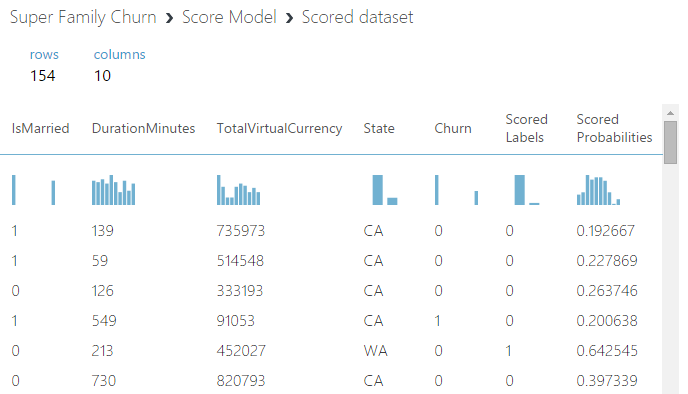 Super Family Churn › Score Model › Scored dataset
rows columns
154 10
IsMarried DurationMinutes TotalVirtualCurrency State Churn Scored Labels Scored Probabilities
1 139 735973 CA 0 0 0.192667
1 59 514548 CA 0 0 0.227869
0 126 333193 CA 0 0 0.263746
1 549 91053 CA 1 0 0.200638
0 213 452027 WA 0 1 0.642545
0 730 820793 CA 0 0 0.397339